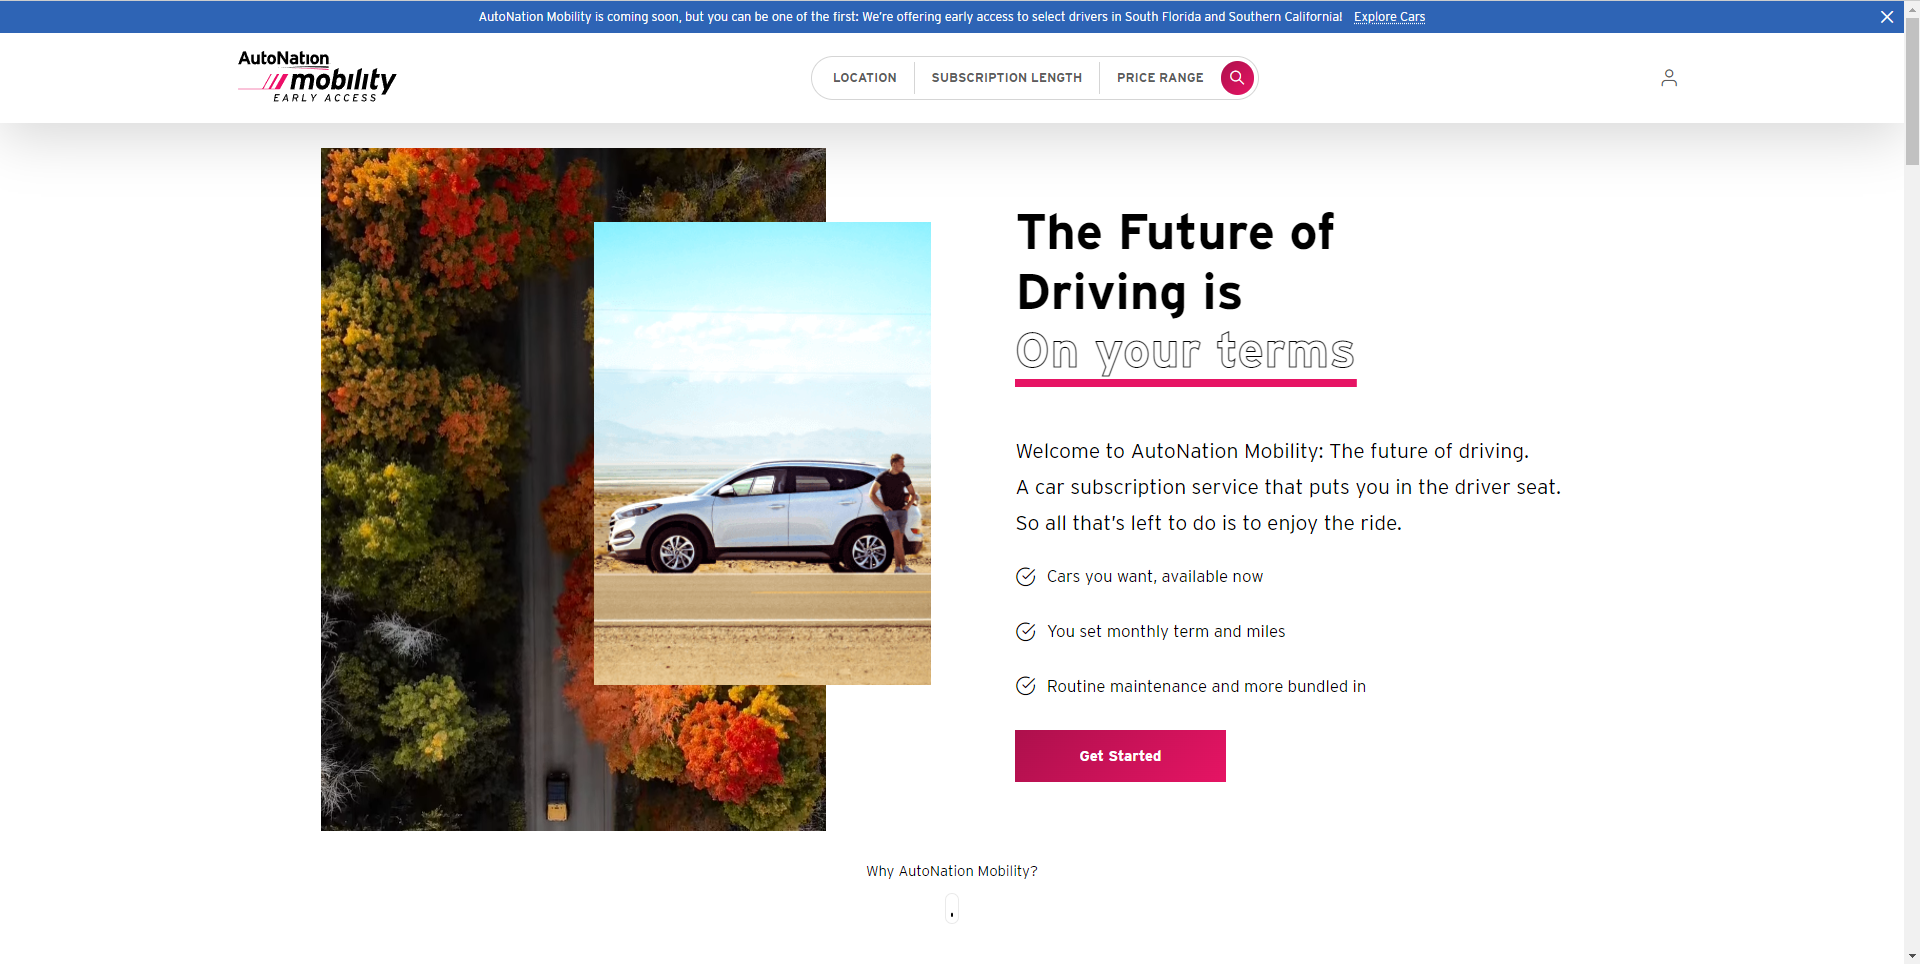 AutoNation Mobility is coming soon, but you can be one of the first: We're offering early access to select drivers in South Florida and Southern California! Explore Cars
AutoNation
mobility
EARLY ACCESS
LOCATION SUBSCRIPTION LENGTH PRICE RANGE
The Future of
Driving is
On your terms
Welcome to AutoNation Mobility: The future of driving.
A car subscription service that puts you in the driver seat.
So all that's left to do is to enjoy the ride.
Cars you want, available now
You set monthly term and miles
Routine maintenance and more bundled in
Get Started
Why AutoNation Mobility?